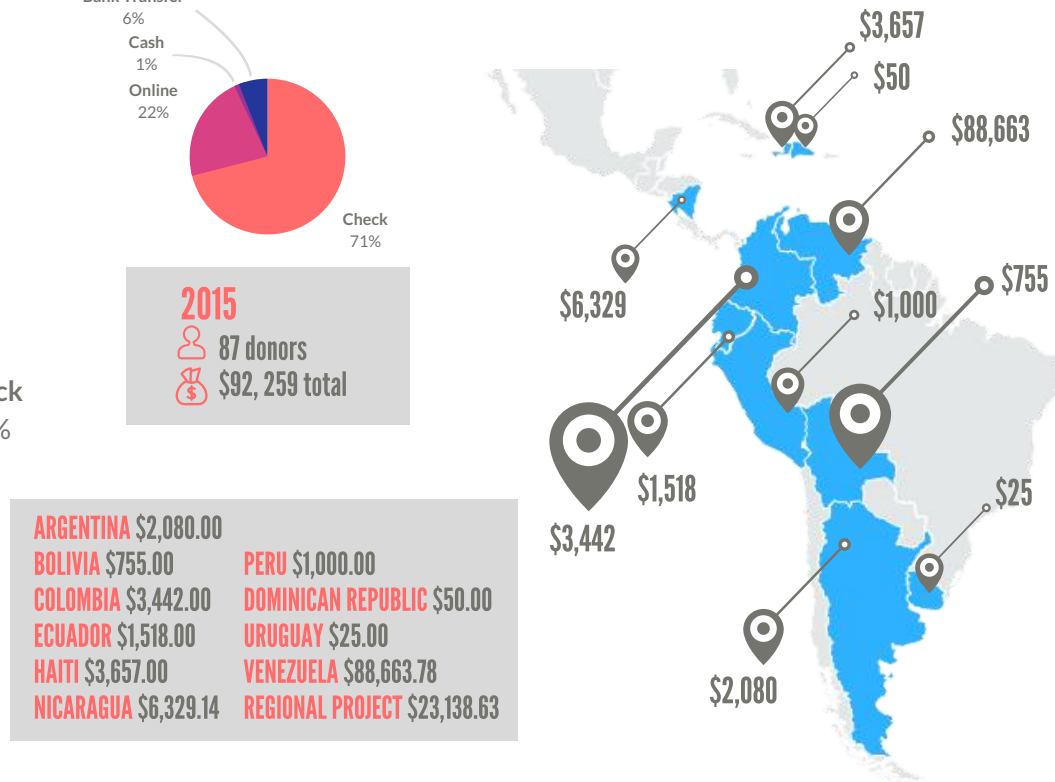 6%
Cash
1%
Online
22%
Check
71%
2015
87 donors
$92, 259 total
ARGENTINA $2,080.00
BOLIVIA $755.00
COLOMBIA $3,442.00
ECUADOR $1,518.00
HAITI $3,657.00
NICARAGUA $6,329.14
PERU $1,000.00
DOMINICAN REPUBLIC $50.00
URUGUAY $25.00
VENEZUELA $88,663.78
REGIONAL PROJECT $23,138.63
$3,657
$50
$88,663
$6,329
$755
$1,000
$1,518
$25
$3,442
$2,080